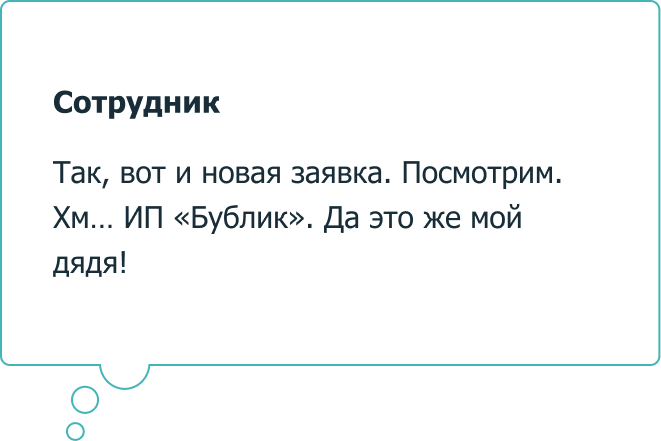 Сотрудник
Так, вот и новая заявка. Посмотрим.
Хм… ИП «Бублик». Да это же мой
дядя!